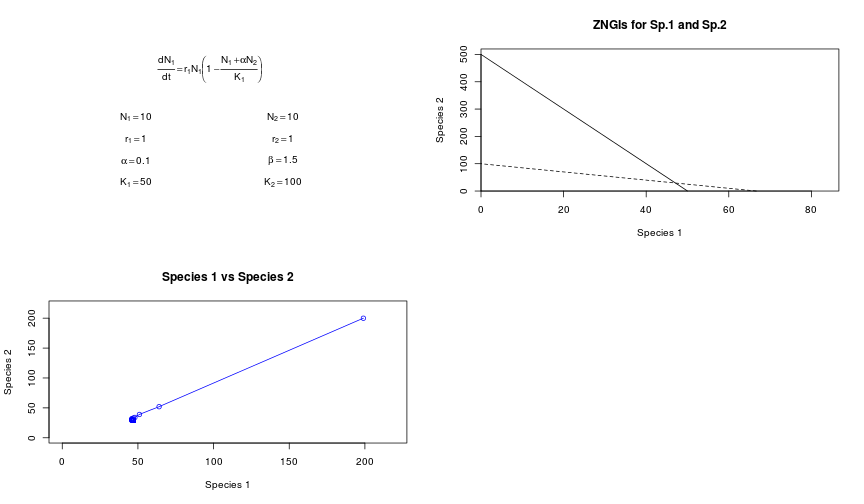 dN₁/dt=r₁N₁(1−(N₁+αN₂)/K₁)
N₁=10 N₂=10
r₁=1 r₂=1
α=0.1 β=1.5
K₁=50 K₂=100
ZNGIs for Sp.1 and Sp.2
Species 2
500
400
300
200
100
0
0 20 40 60 80
Species 1
Species 1 vs Species 2
Species 2
200
150
100
50
0
0 50 100 150 200
Species 1